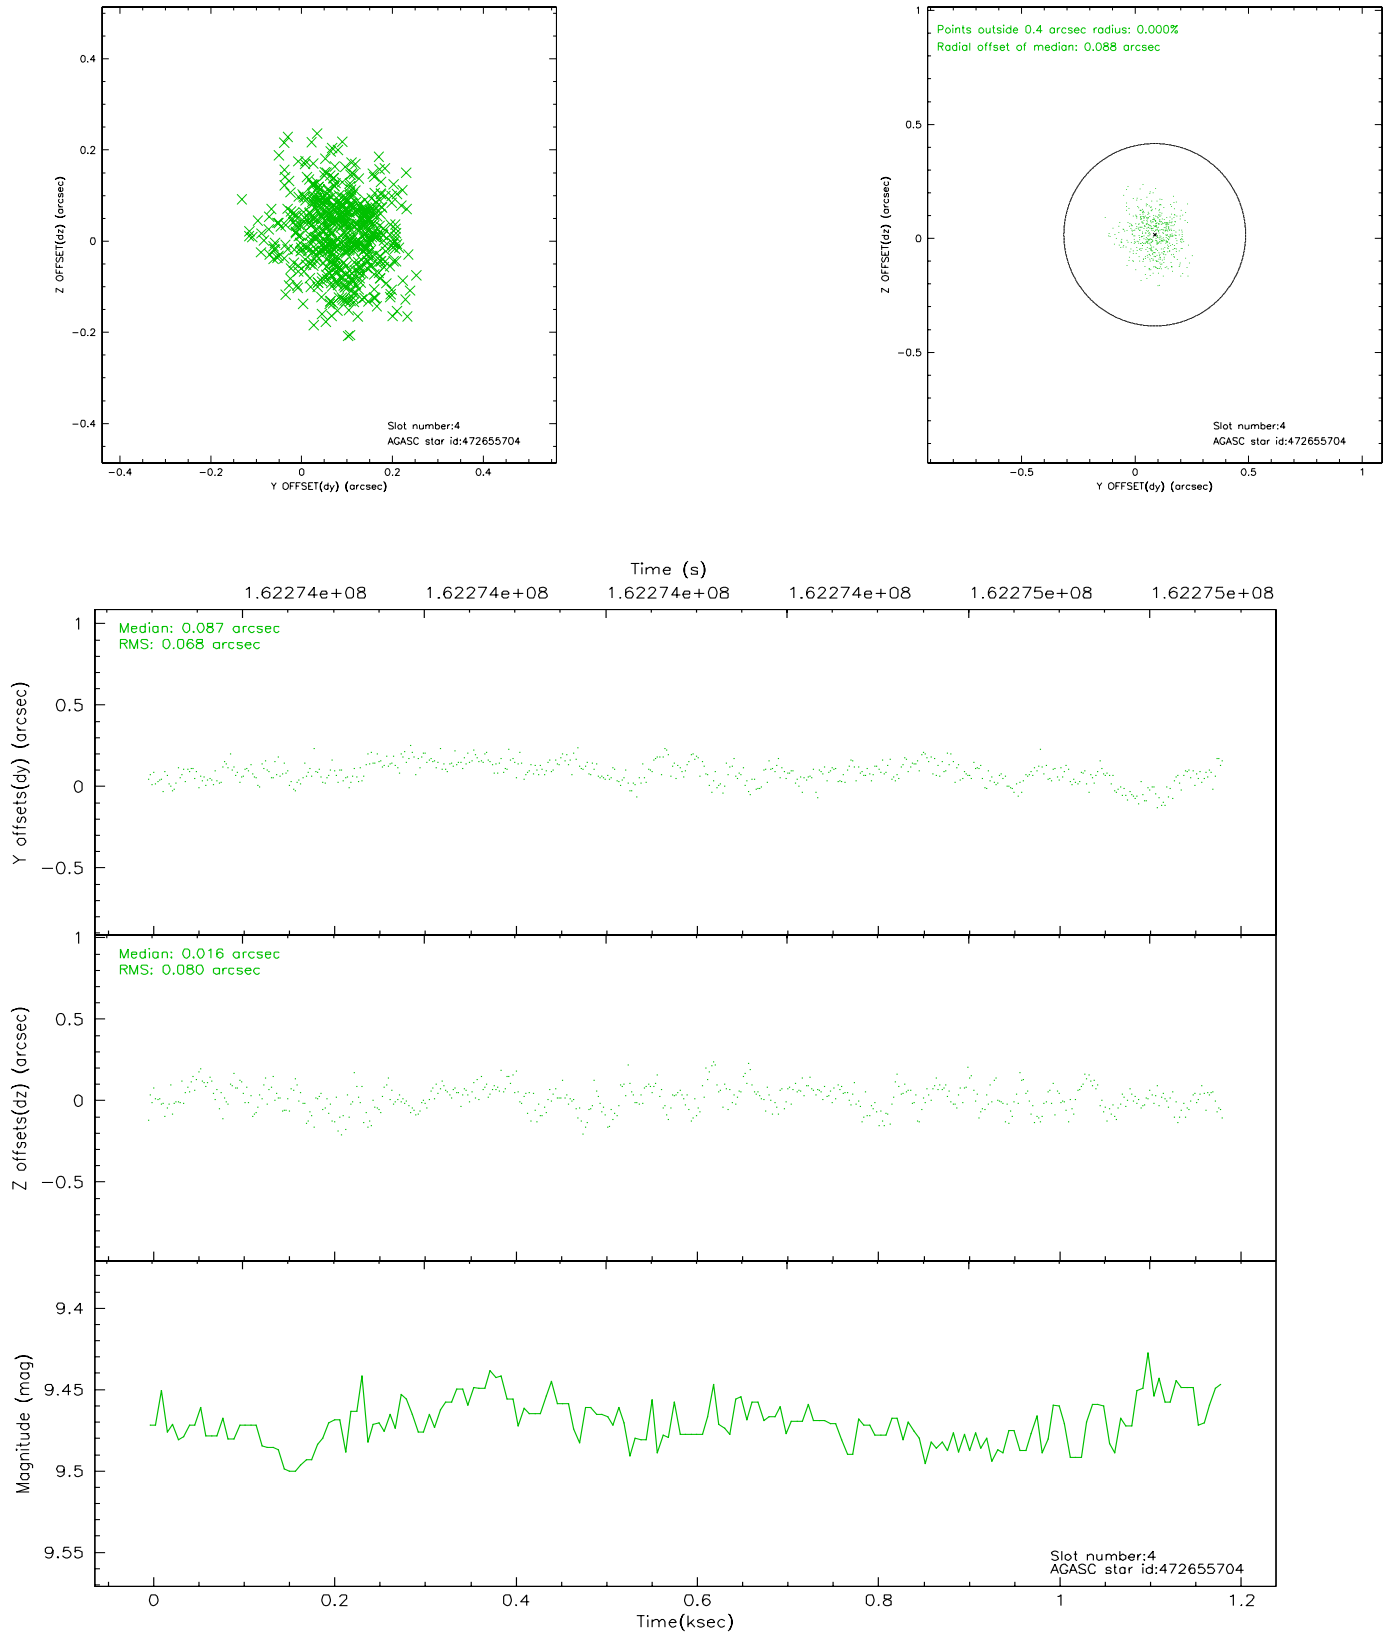 0.4
0.2
0
-0.2
-0.4
Z OFFSET(dz) (arcsec)
Slot number:4
AGASC star id:472655704
-0.4 -0.2 0 0.2 0.4
Y OFFSET(dy) (arcsec)
Points outside 0.4 arcsec radius: 0.000%
Radial offset of median: 0.088 arcsec
1
0.5
0
-0.5
Z OFFSET(dz) (arcsec)
Slot number:4
AGASC star id:472655704
-0.5 0 0.5 1
Y OFFSET(dy) (arcsec)
Time (s)
1.62274e+08 1.62274e+08 1.62274e+08 1.62274e+08 1.62275e+08 1.62275e+08
Median: 0.087 arcsec
RMS: 0.068 arcsec
1
0.5
0
-0.5
Y offsets(dy) (arcsec)
Median: 0.016 arcsec
RMS: 0.080 arcsec
1
0.5
0
-0.5
Z offsets(dz) (arcsec)
9.4
9.45
9.5
9.55
Magnitude (mag)
Slot number:4
AGASC star id:472655704
0 0.2 0.4 0.6 0.8 1 1.2
Time(ksec)